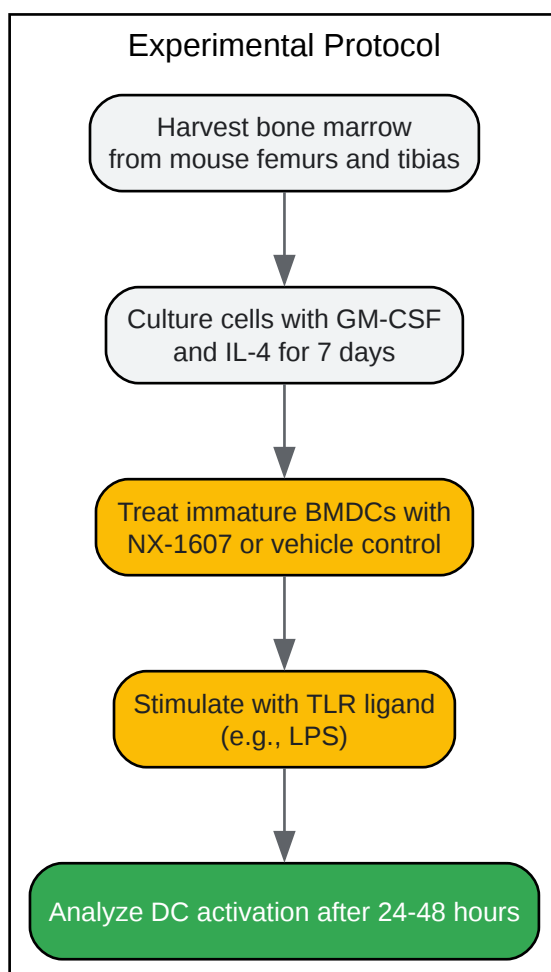 Experimental Protocol
Harvest bone marrow
from mouse femurs and tibias
Culture cells with GM-CSF
and IL-4 for 7 days
Treat immature BMDCs with
NX-1607 or vehicle control
Stimulate with TLR ligand
(e.g., LPS)
Analyze DC activation after 24-48 hours